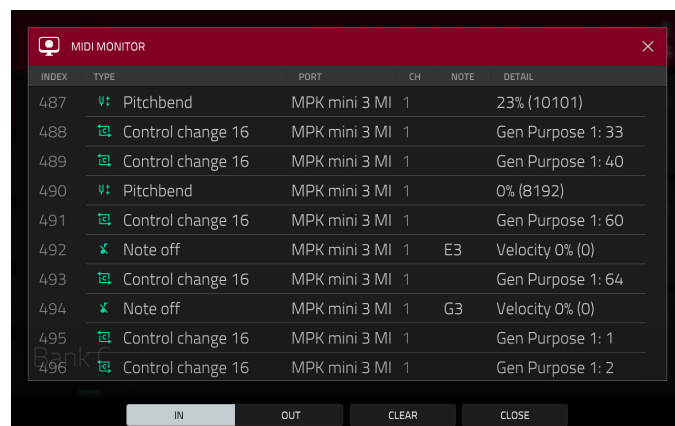 MIDI MONITOR
INDEX TYPE PORT CH NOTE DETAIL
487 Pitchbend MPK mini 3 MI 1 23% (10101)
488 Control change 16 MPK mini 3 MI 1 Gen Purpose 1: 33
489 Control change 16 MPK mini 3 MI 1 Gen Purpose 1: 40
490 Pitchbend MPK mini 3 MI 1 0% (8192)
491 Control change 16 MPK mini 3 MI 1 Gen Purpose 1: 60
492 Note off MPK mini 3 MI 1 E3 Velocity 0% (0)
493 Control change 16 MPK mini 3 MI 1 Gen Purpose 1: 64
494 Note off MPK mini 3 MI 1 G3 Velocity 0% (0)
495 Control change 16 MPK mini 3 MI 1 Gen Purpose 1: 1
Bank C
496 Control change 16 MPK mini 3 MI 1 Gen Purpose 1: 2
IN OUT CLEAR CLOSE